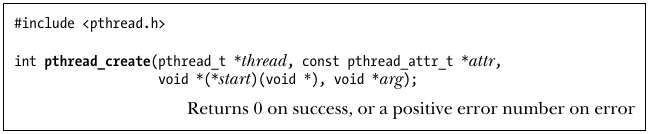 #include <pthread.h>
int pthread_create(pthread_t *thread, const pthread_attr_t *attr,
void *(*start)(void *), void *arg);
Returns 0 on success, or a positive error number on error